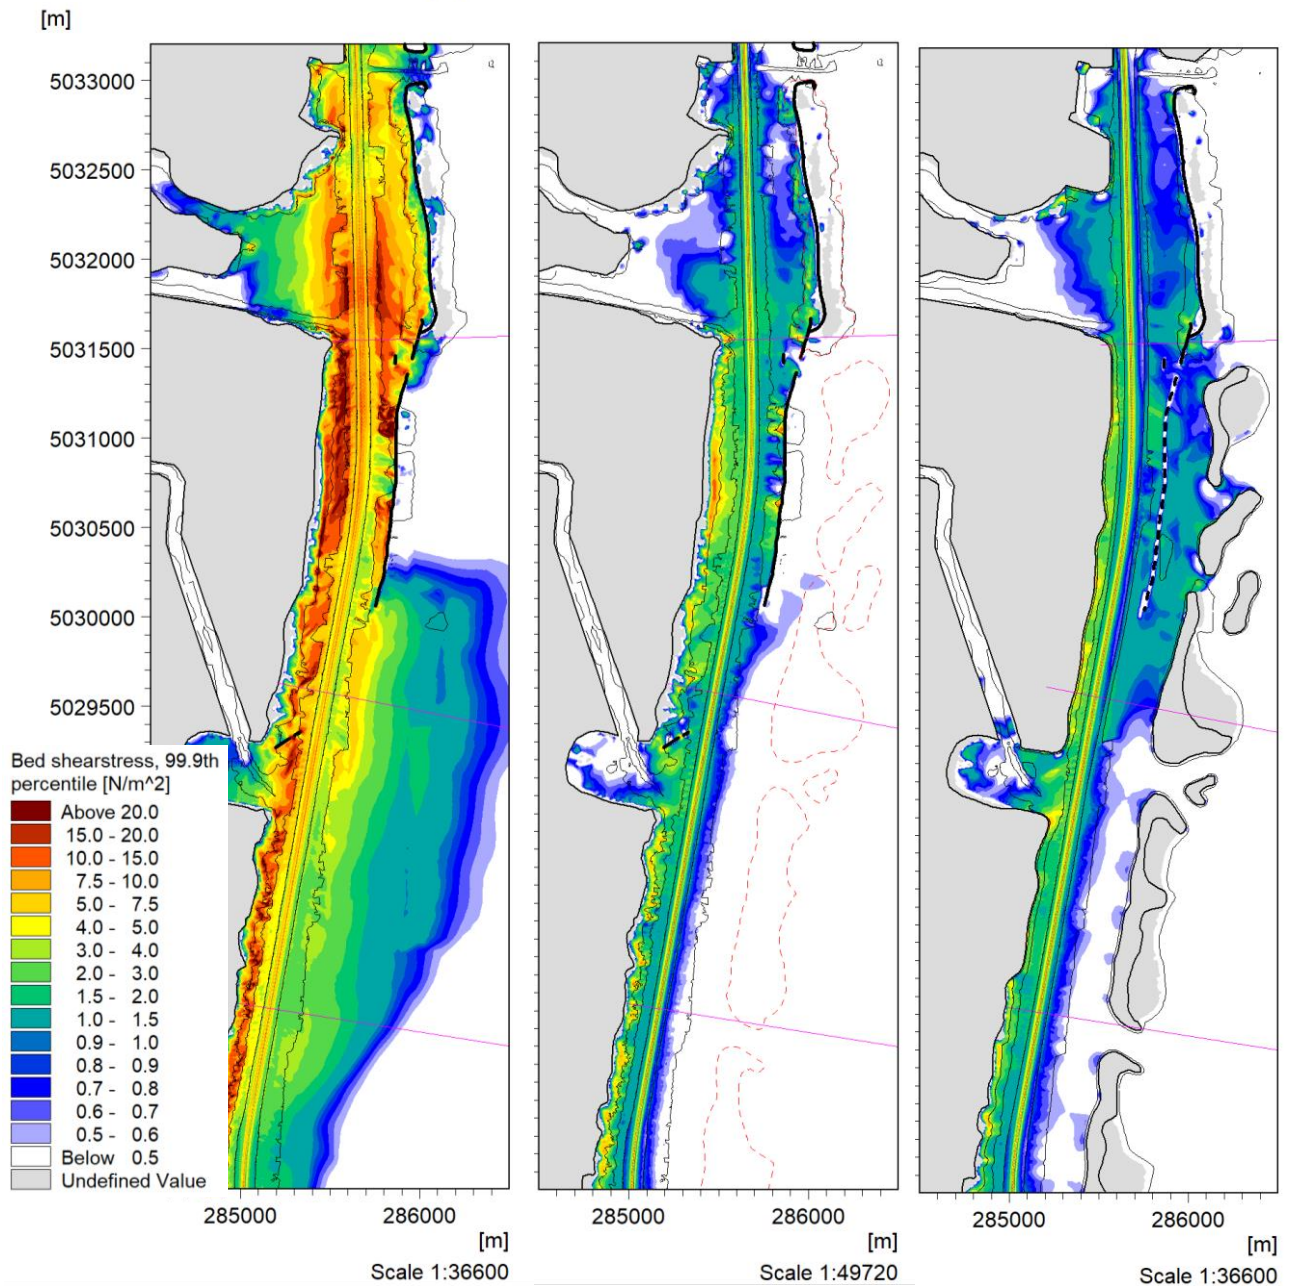 [m]
5033000
5032500
5032000
5031500
5031000
5030500
5030000
5029500
Bed shearstress, 99.9th
percentile [N/m^2]
Above 20.0
15.0 - 20.0
10.0 - 15.0
7.5 - 10.0
5.0 - 7.5
4.0 - 5.0
3.0 - 4.0
2.0 - 3.0
1.5 - 2.0
1.0 - 1.5
0.9 - 1.0
0.8 - 0.9
0.7 - 0.8
0.6 - 0.7
0.5 - 0.6
Below 0.5
Undefined Value
285000 286000
[m]
Scale 1:36600
285000 286000
[m]
Scale 1:49720
285000 286000
[m]
Scale 1:36600